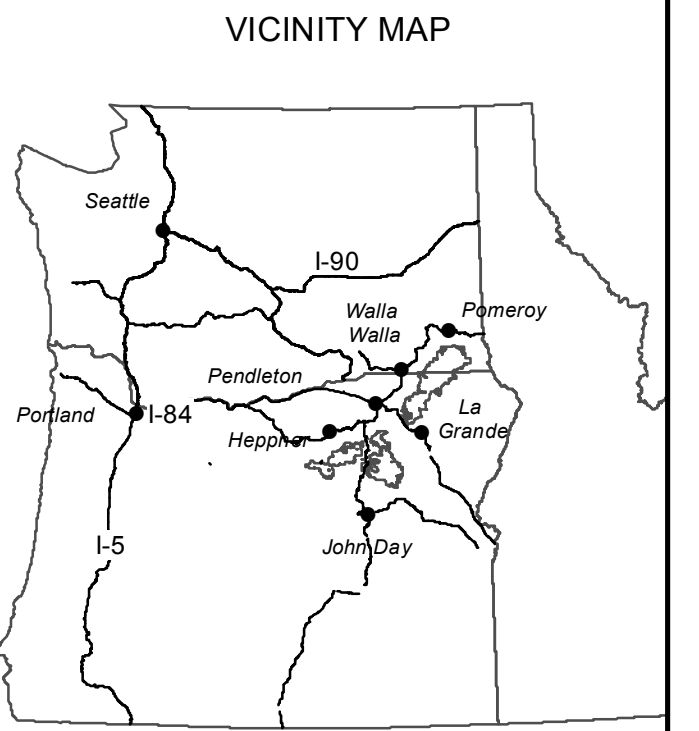 VICINITY MAP
Seattle
I-90
Walla
Walla
Pomeroy
Pendleton
Portland
I-84
La
Grande
Heppner
I-5
John Day